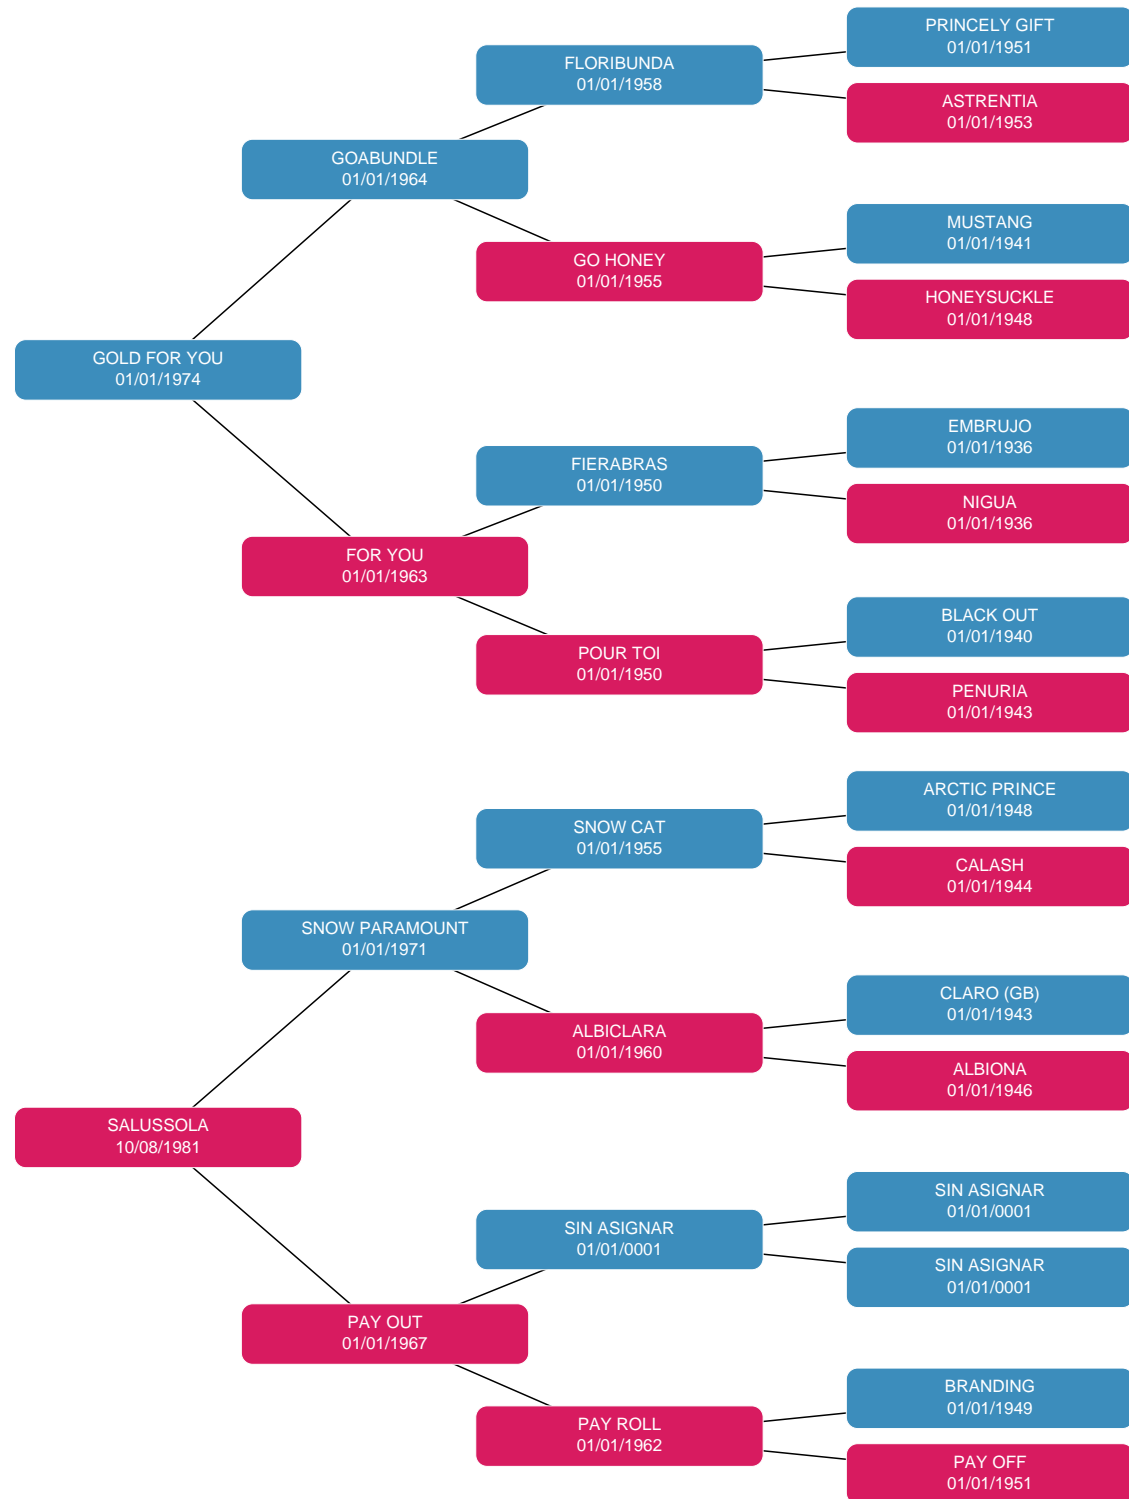 PRINCELY GIFT
01/01/1951
FLORIBUNDA
01/01/1958
ASTRENTIA
01/01/1953
GOABUNDLE
01/01/1964
MUSTANG
01/01/1941
GO HONEY
01/01/1955
HONEYSUCKLE
01/01/1948
GOLD FOR YOU
01/01/1974
EMBRUJO
01/01/1936
FIERABRAS
01/01/1950
NIGUA
01/01/1936
FOR YOU
01/01/1963
BLACK OUT
01/01/1940
POUR TOI
01/01/1950
PENURIA
01/01/1943
ARCTIC PRINCE
01/01/1948
SNOW CAT
01/01/1955
CALASH
01/01/1944
SNOW PARAMOUNT
01/01/1971
CLARO (GB)
01/01/1943
ALBICLARA
01/01/1960
ALBIONA
01/01/1946
SALUSSOLA
10/08/1981
SIN ASIGNAR
01/01/0001
SIN ASIGNAR
01/01/0001
SIN ASIGNAR
01/01/0001
PAY OUT
01/01/1967
BRANDING
01/01/1949
PAY ROLL
01/01/1962
PAY OFF
01/01/1951